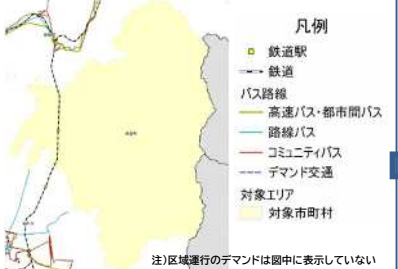 凡例
鉄道駅
鉄道
バス路線
高速バス・都市間バス
路線バス
コミュニティバス
デマンド交通
対象エリア
対象市町村
注)区域運行のデマンドは図中に表示していない